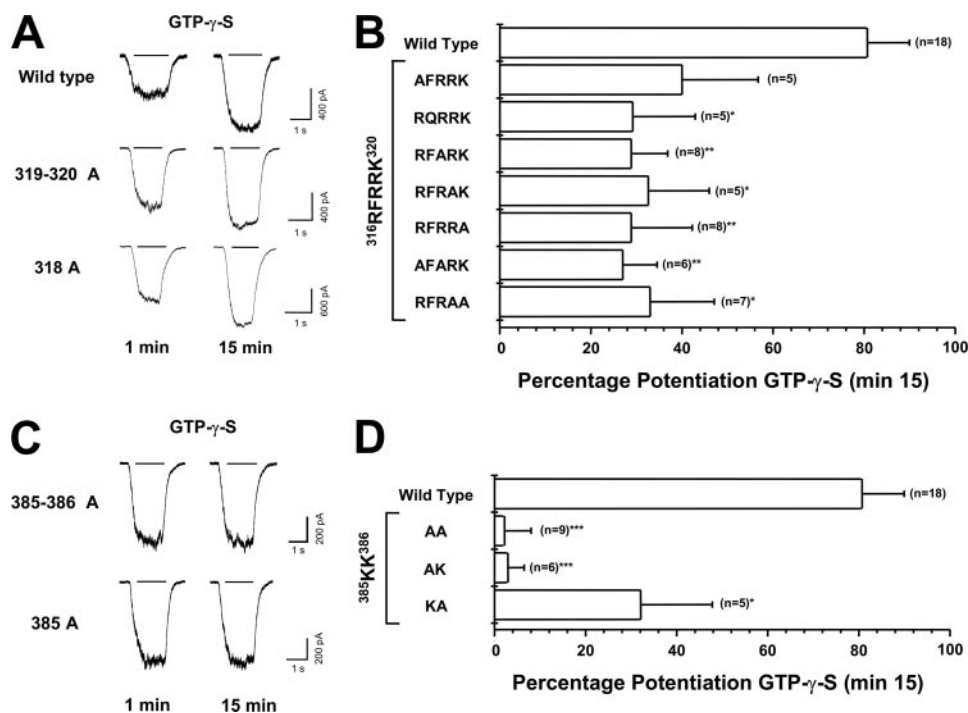 A
GTP-γ-S
Wild type
400 pA
1 s
319-320 A
400 pA
1 s
318 A
600 pA
1 s
1 min 15 min
B
Wild Type (n=18)
³¹⁶RFRRK³²⁰
AFRRK (n=5)
RQRRK (n=5)*
RFARK (n=8)**
RFRAK (n=5)*
RFRRA (n=8)**
AFARK (n=6)**
RFRAA (n=7)*
0 20 40 60 80 100
Percentage Potentiation GTP-γ-S (min 15)
C
GTP-γ-S
385-386 A
200 pA
1 s
385 A
200 pA
1 s
1 min 15 min
D
Wild Type (n=18)
³⁸⁵KK³⁸⁶
AA (n=9)***
AK (n=6)***
KA (n=5)*
0 20 40 60 80 100
Percentage Potentiation GTP-γ-S (min 15)